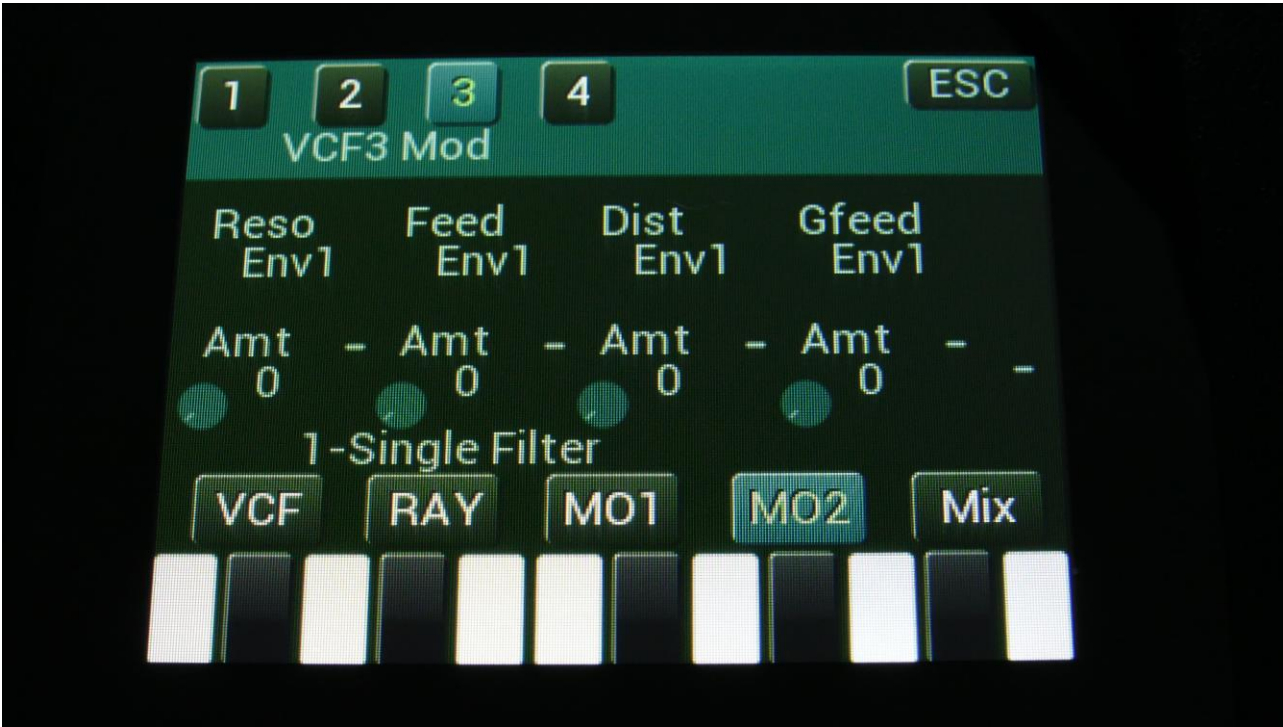 1 2 3 4 ESC
VCF3 Mod
Reso Feed Dist Gfeed
Env1 Env1 Env1 Env1
Amt - Amt - Amt - Amt -
0 0 0 0 -
1-Single Filter
VCF RAY MO1 MO2 Mix